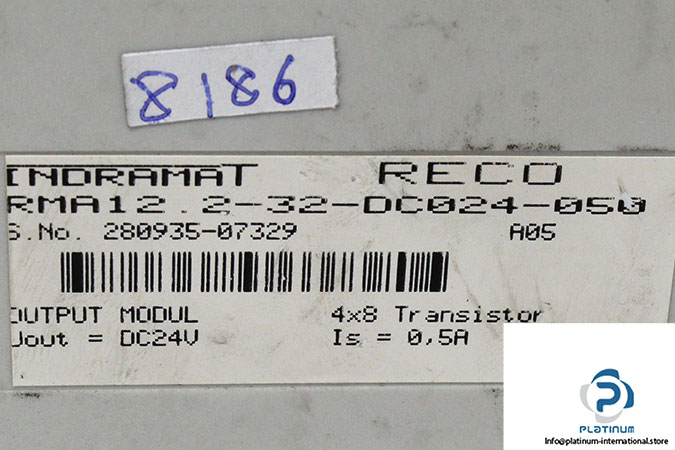 8186
INDRAMAT RECO
RMA12.2-32-DC024-050
S.No. 280935-07329 A05
OUTPUT MODUL 4x8 Transistor
Uout = DC24V Is = 0,5A
PLATINUM
Info@platinum-international.store